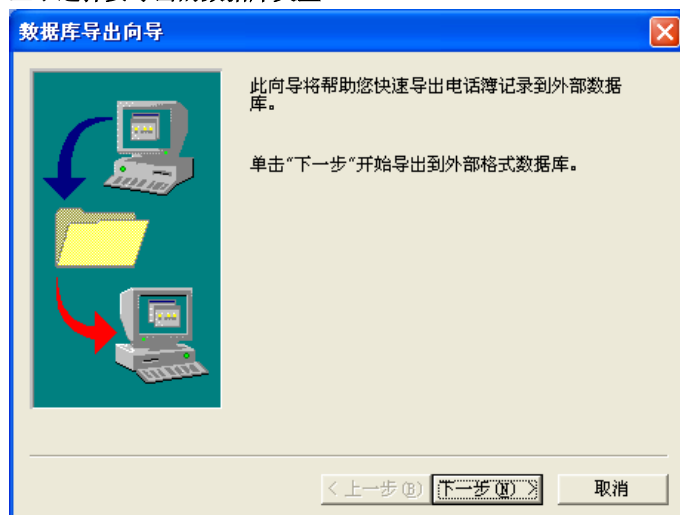 数据库导出向导
此向导将帮助您快速导出电话簿记录到外部数据
库。
单击“下一步”开始导出到外部格式数据库。
< 上一步(B) 下一步(N) > 取消